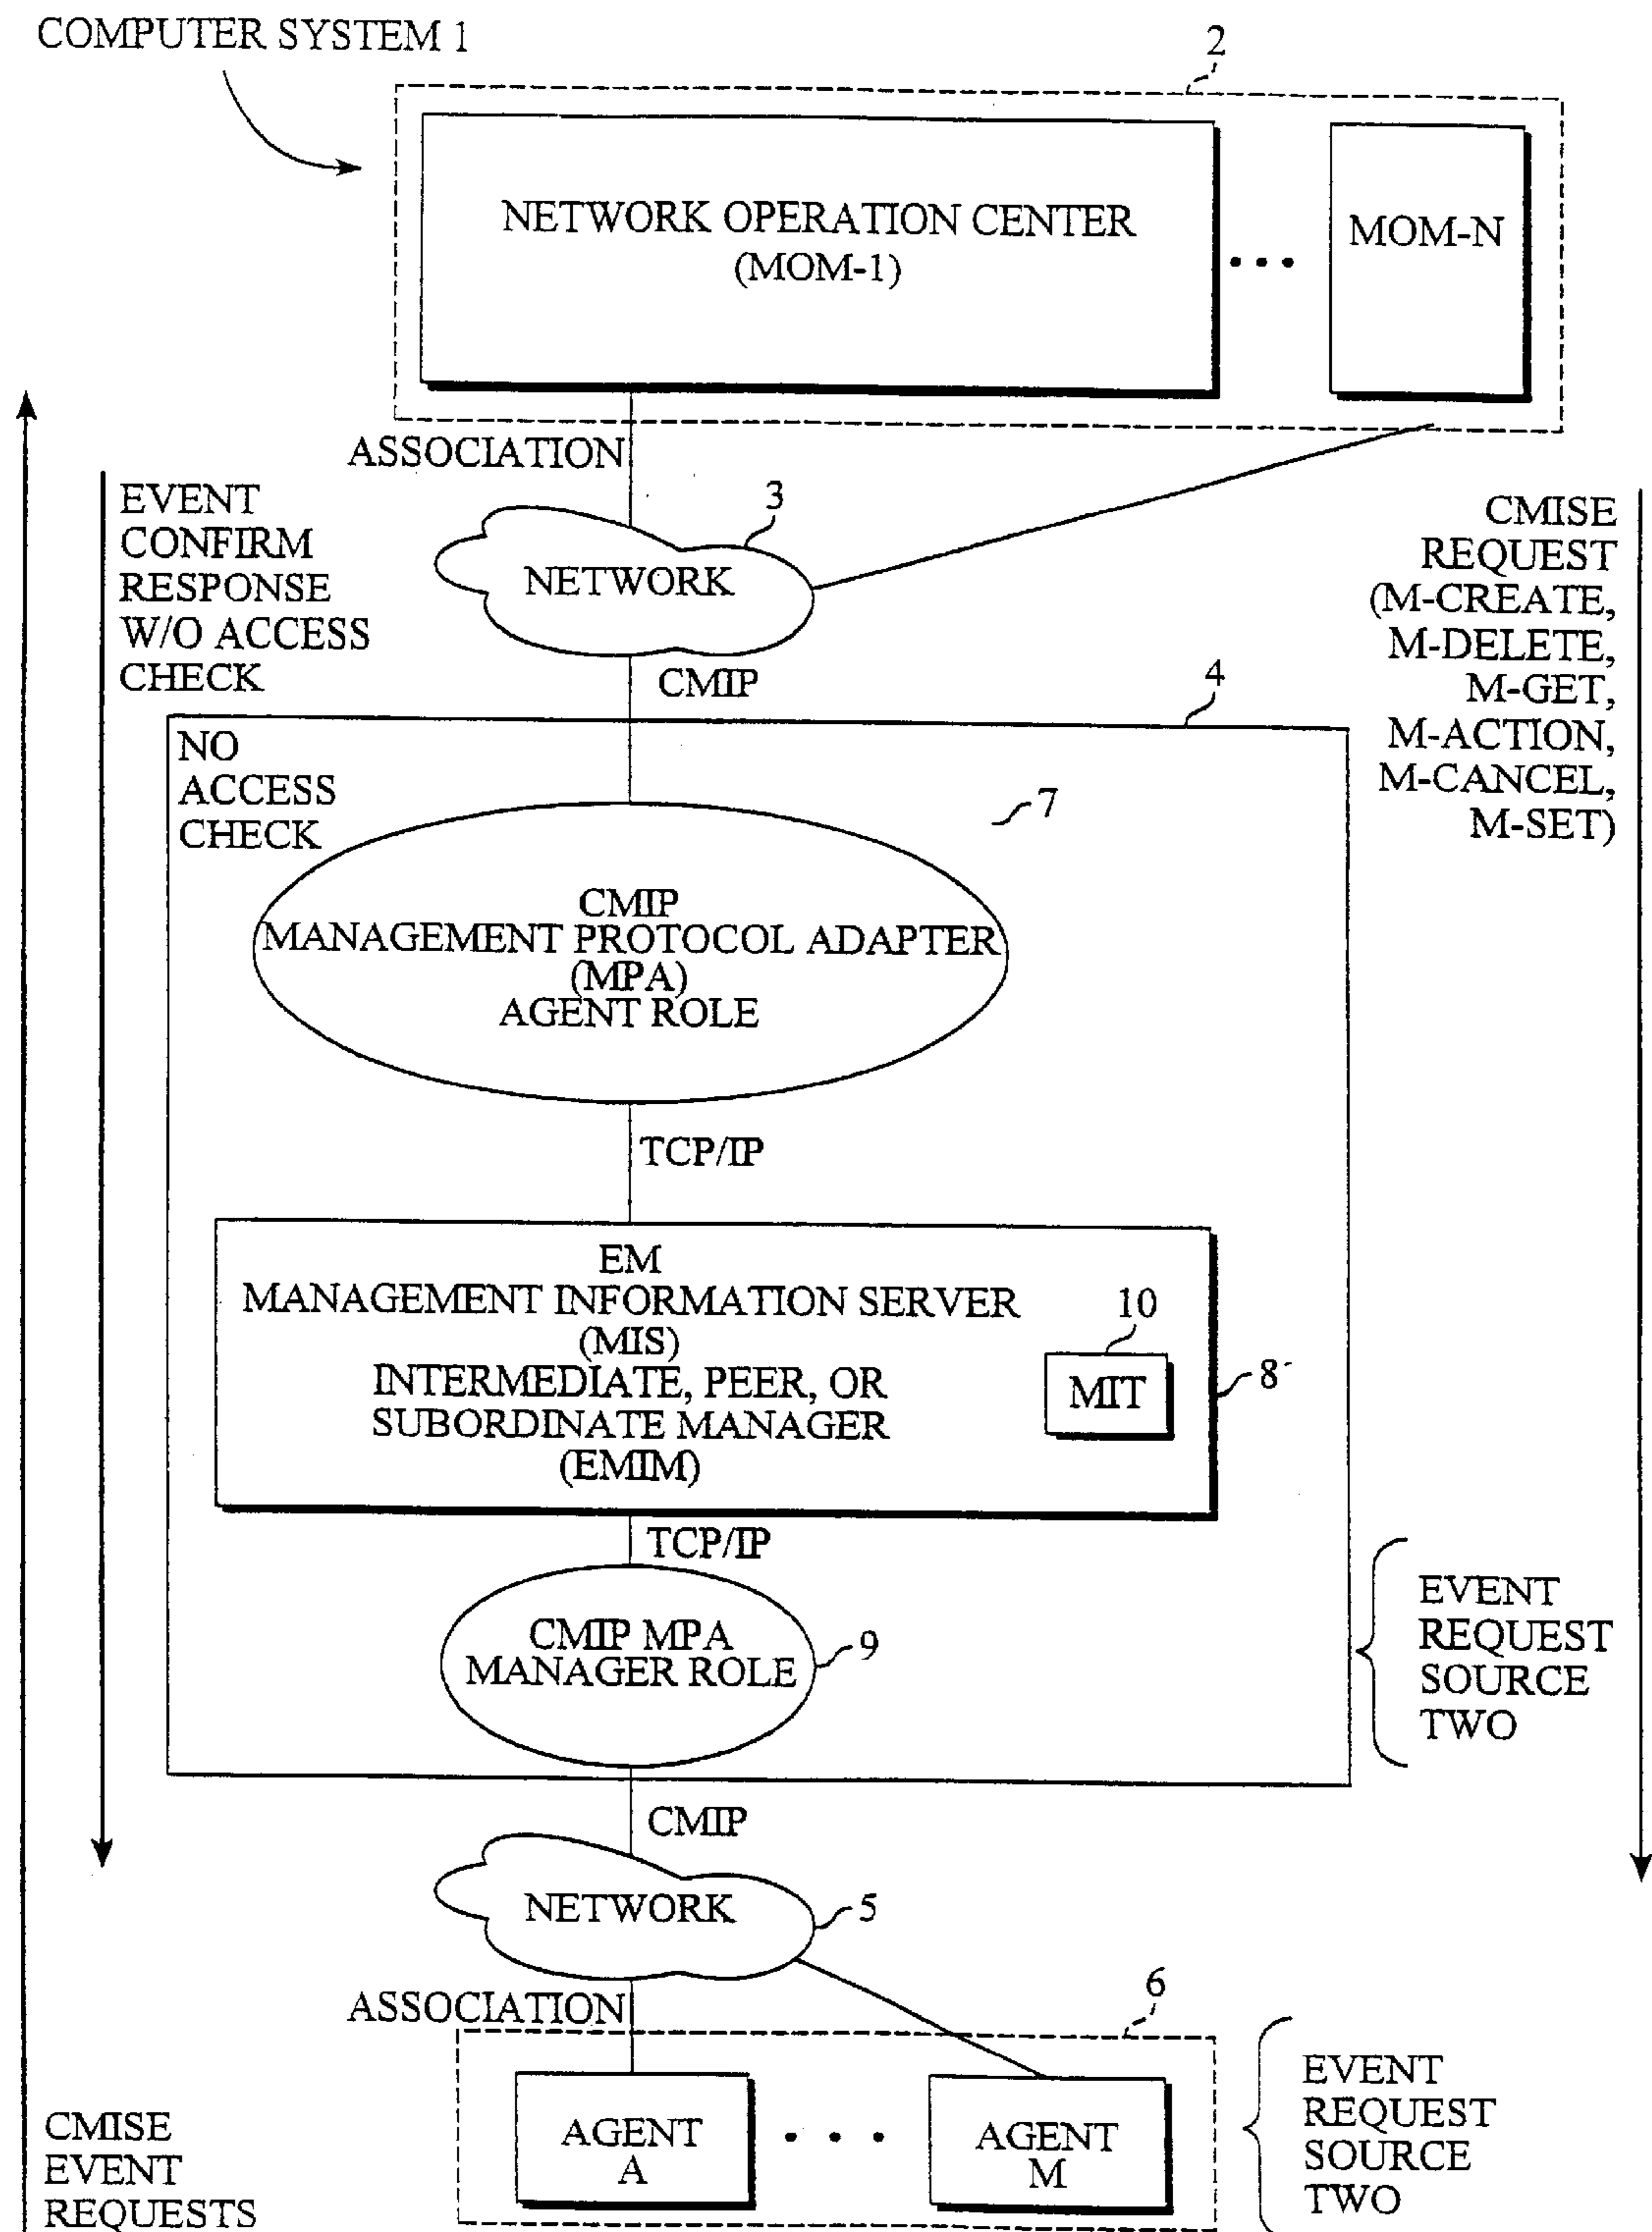 COMPUTER SYSTEM 1
2
NETWORK OPERATION CENTER
(MOM-1)
MOM-N
ASSOCIATION
EVENT
CONFIRM
RESPONSE
W/O ACCESS
CHECK
3
NETWORK
CMIP
CMISE
REQUEST
(M-CREATE,
M-DELETE,
M-GET,
M-ACTION,
M-CANCEL,
M-SET)
4
NO
ACCESS
CHECK
7
CMIP
MANAGEMENT PROTOCOL ADAPTER
(MPA)
AGENT ROLE
TCP/IP
EM
MANAGEMENT INFORMATION SERVER
(MIS)
INTERMEDIATE, PEER, OR
SUBORDINATE MANAGER
(EMIM)
10
MIT
8
TCP/IP
CMIP MPA
MANAGER ROLE
9
EVENT
REQUEST
SOURCE
TWO
CMIP
NETWORK
5
ASSOCIATION
6
AGENT
A
AGENT
M
EVENT
REQUEST
SOURCE
TWO
CMISE
EVENT
REQUESTS